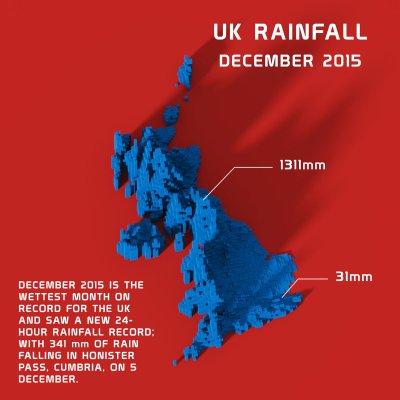 UK RAINFALL
DECEMBER 2015
1311mm
31mm
DECEMBER 2015 IS THE
WETTEST MONTH ON
RECORD FOR THE UK
AND SAW A NEW 24-
HOUR RAINFALL RECORD;
WITH 341 mm OF RAIN
FALLING IN HONISTER
PASS, CUMBRIA, ON 5
DECEMBER.